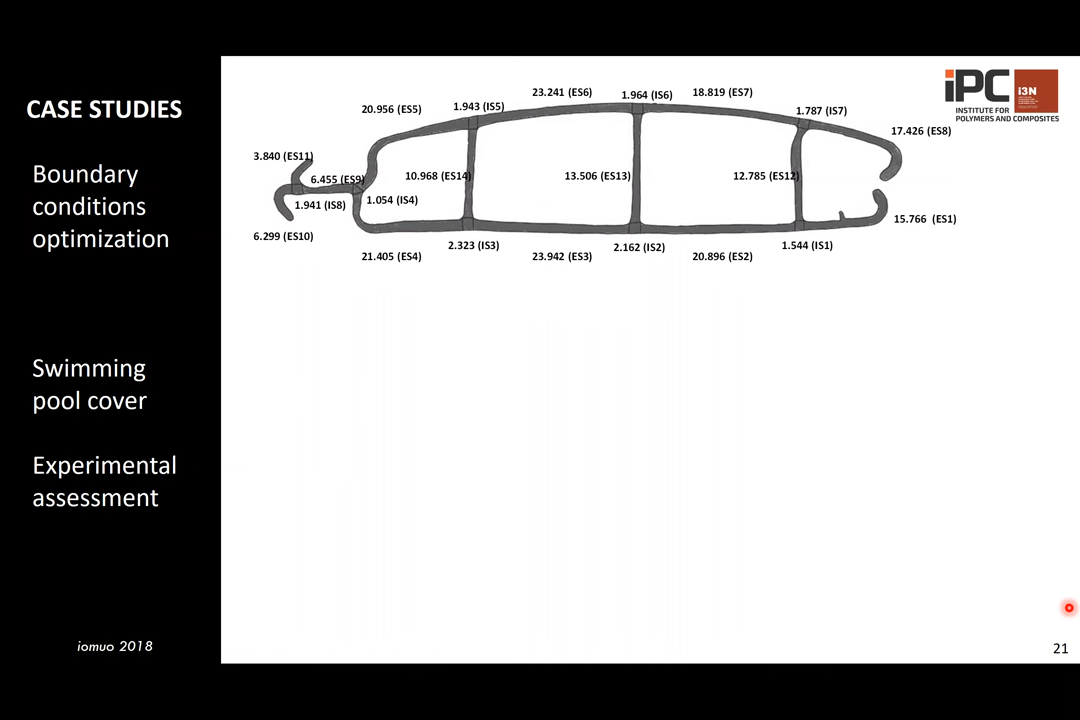 CASE STUDIES
Boundary
conditions
optimization
Swimming
pool cover
Experimental
assessment
iomuo 2018
iPC
i3N
INSTITUTE FOR
POLYMERS AND COMPOSITES
23.241 (ES6)
1.964 (IS6)
18.819 (ES7)
20.956 (ES5)
1.943 (IS5)
1.787 (IS7)
17.426 (ES8)
3.840 (ES11)
6.455 (ES9)
10.968 (ES14)
13.506 (ES13)
12.785 (ES12)
1.941 (IS8)
1.054 (IS4)
15.766 (ES1)
6.299 (ES10)
2.323 (IS3)
2.162 (IS2)
1.544 (IS1)
21.405 (ES4)
23.942 (ES3)
20.896 (ES2)
21